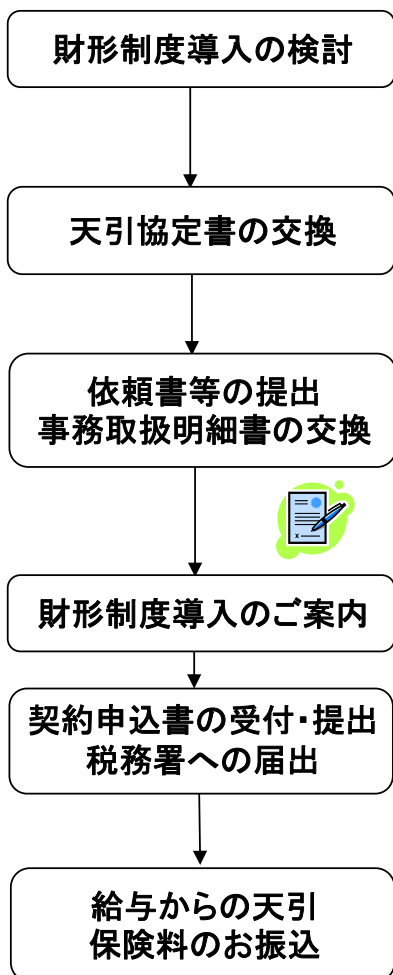 財形制度導入の検討
天引協定書の交換
依頼書等の提出
事務取扱明細書の交換
財形制度導入のご案内
契約申込書の受付・提出
税務署への届出
給与からの天引
保険料のお振込